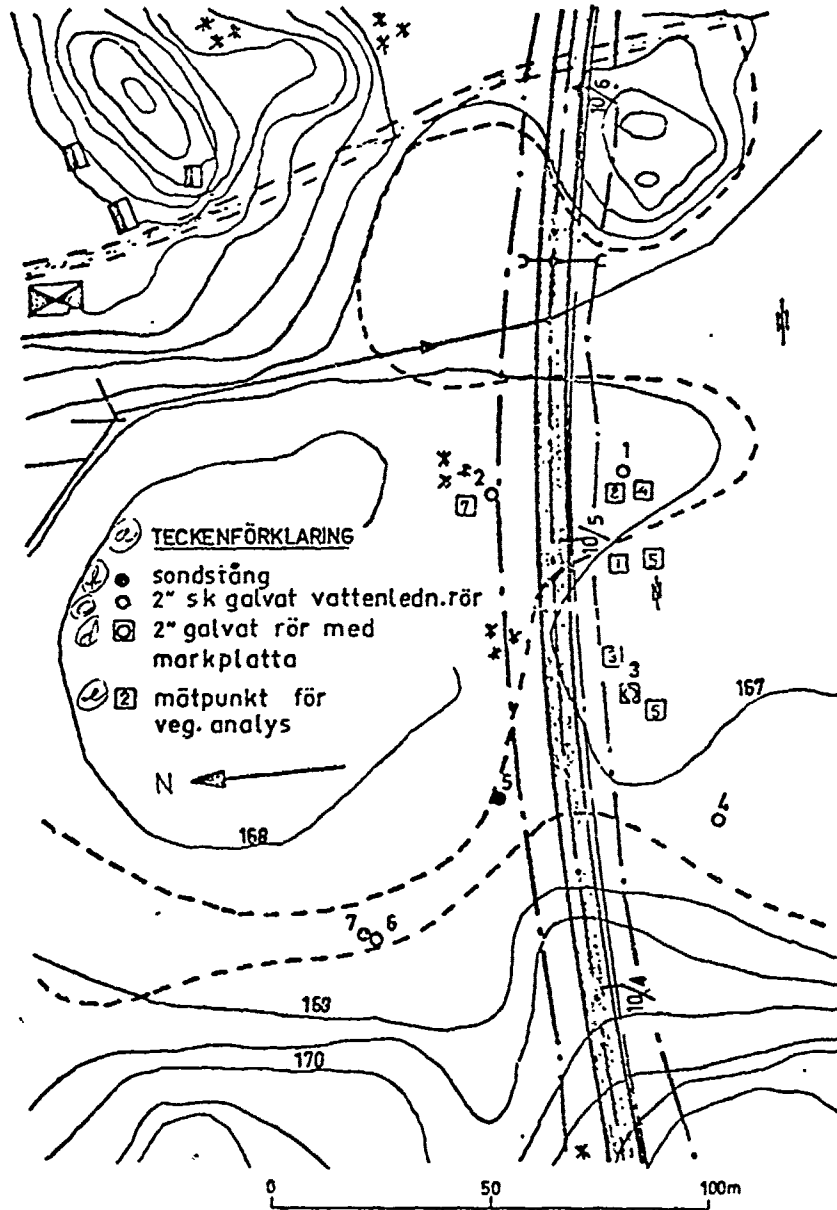 10/6
1
2
2 4
7
10/5
ⓐ TECKENFÖRKLARING
sondstång
2" sk galvat vattenledn.rör
2" galvat rör med
markplatta
2 mätpunkt för
veg. analys
1 5
3
3
5
167
N
5
4
168
7 6
10/4
169
170
0 50 100m